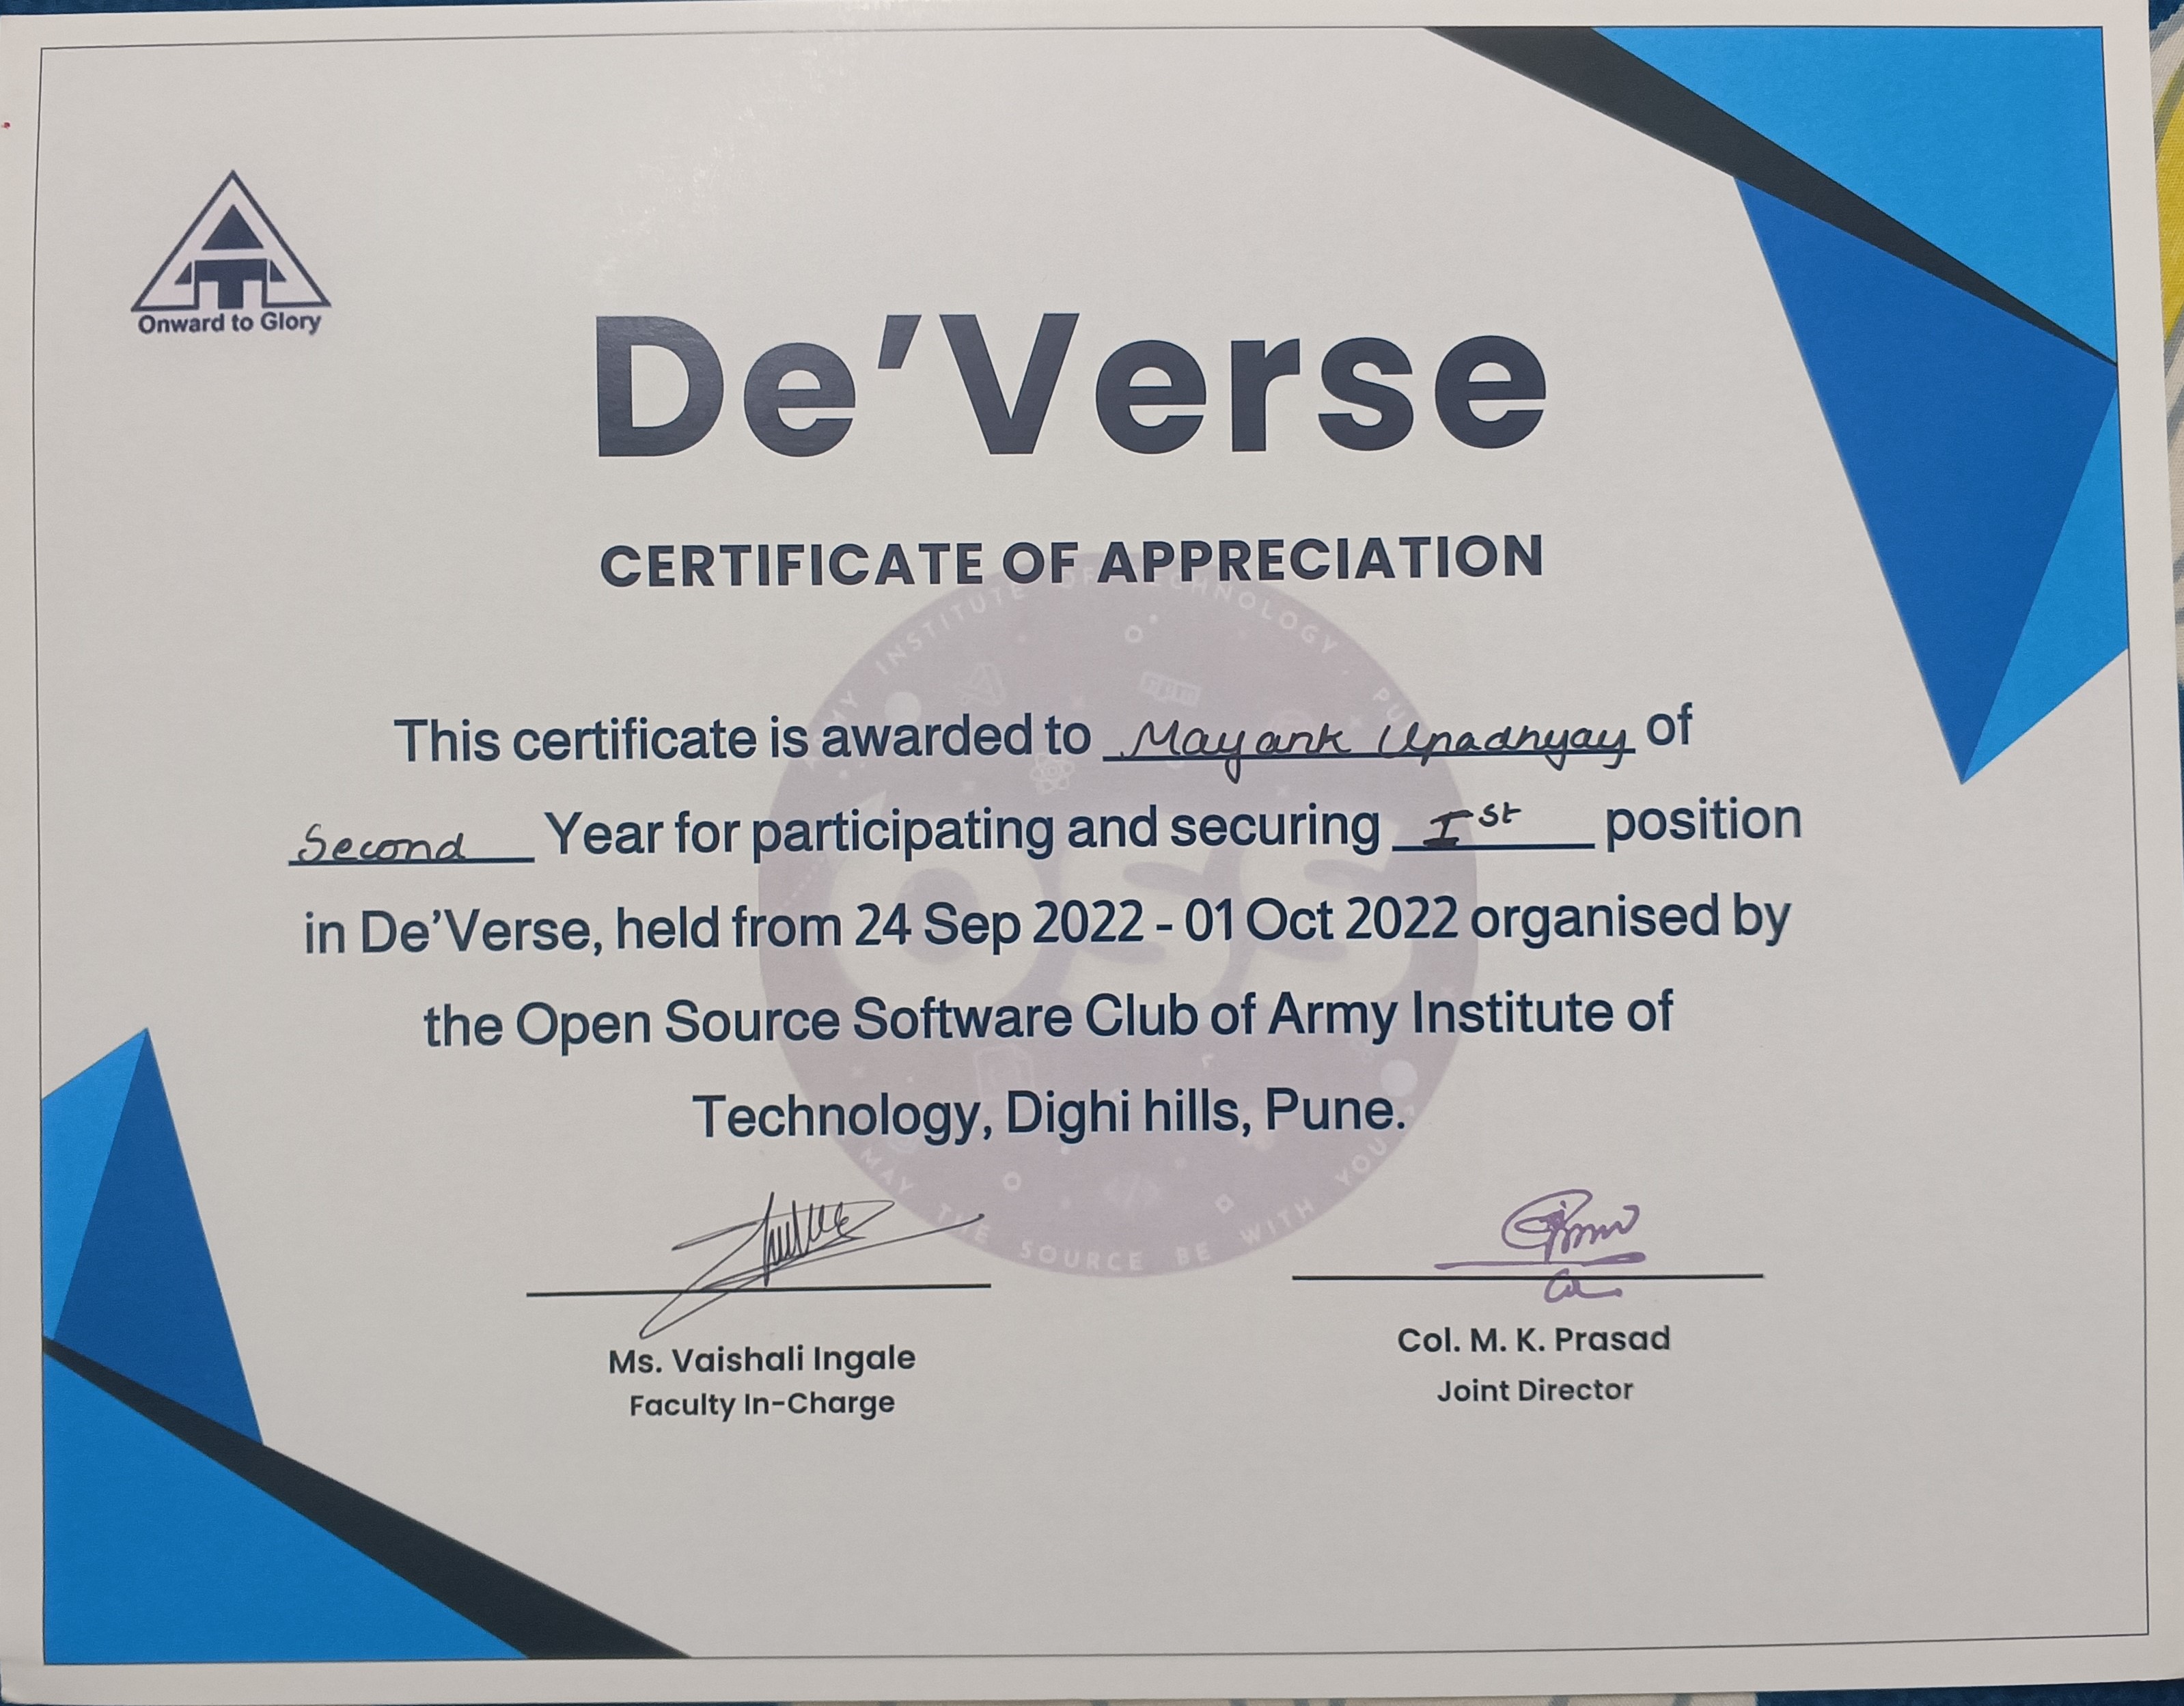 Onward to Glory
De'Verse
CERTIFICATE OF APPRECIATION
This certificate is awarded to Mayank Upadhyay of
Second Year for participating and securing Ist position
in De'Verse, held from 24 Sep 2022 - 01 Oct 2022 organised by
the Open Source Software Club of Army Institute of
Technology, Dighi hills, Pune.
ARMY INSTITUTE OF TECHNOLOGY, PUNE
npm
OSS
MAY THE SOURCE BE WITH YOU
Ms. Vaishali Ingale
Faculty In-Charge
Col. M. K. Prasad
Joint Director